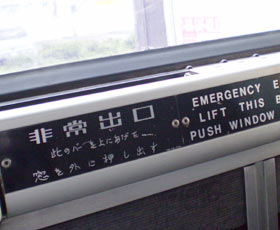 非常出口
此のバーを上にあげて
窓を外に押し出す
EMERGENCY E
LIFT THIS
PUSH WINDOW